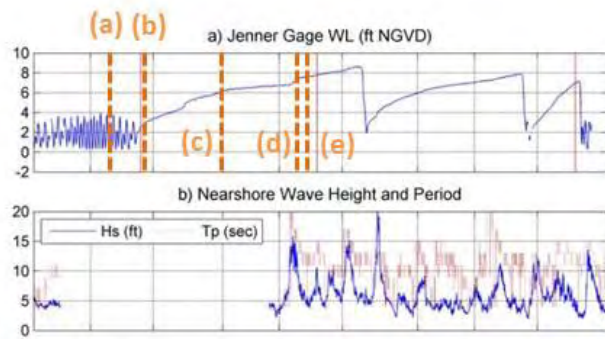 (a) (b)
a) Jenner Gage WL (ft NGVD)
10
8
6
4
2
0
-2
(c) (d) (e)
b) Nearshore Wave Height and Period
20
15
10
5
0
Hs (ft) Tp (sec)